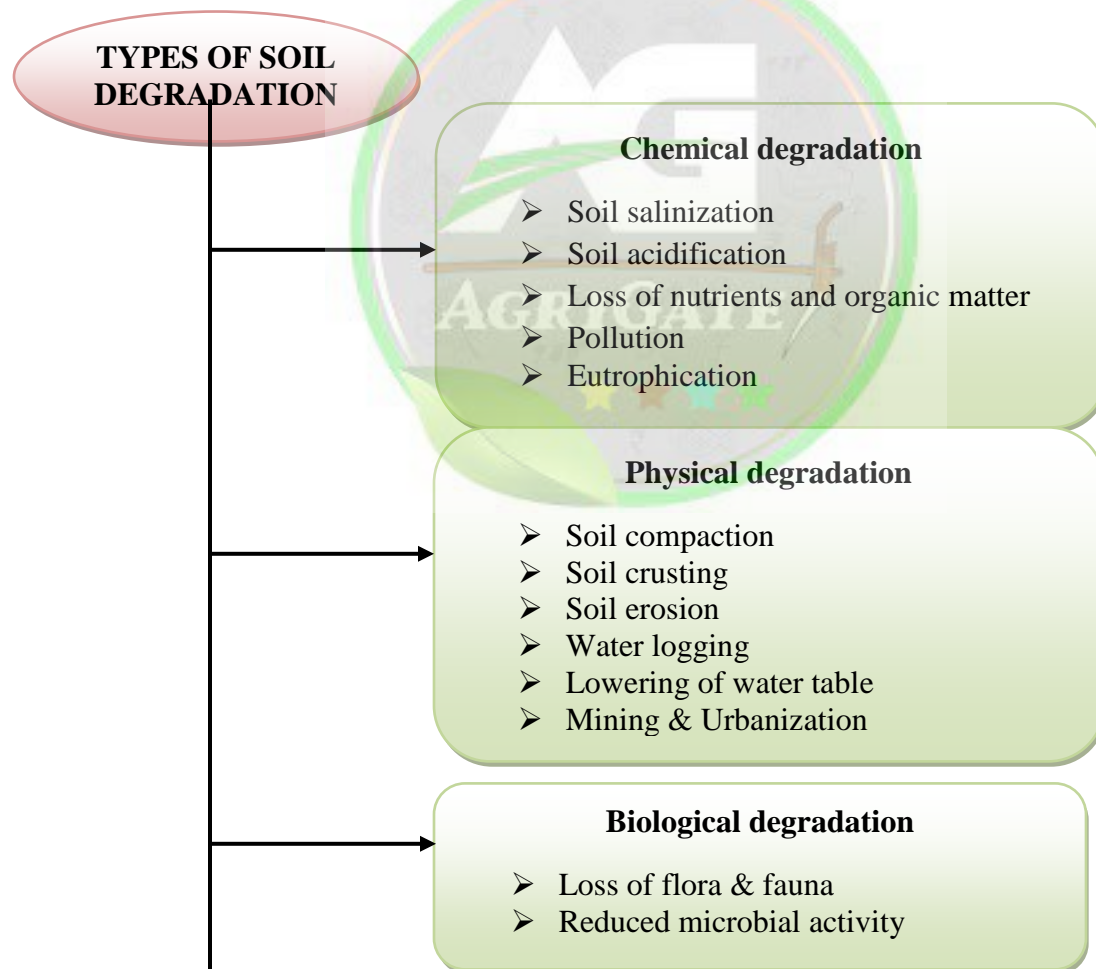 TYPES OF SOIL
DEGRADATION
Chemical degradation
➢ Soil salinization
➢ Soil acidification
➢ Loss of nutrients and organic matter
➢ Pollution
➢ Eutrophication
AG
AGRIGATE
Physical degradation
➢ Soil compaction
➢ Soil crusting
➢ Soil erosion
➢ Water logging
➢ Lowering of water table
➢ Mining & Urbanization
Biological degradation
➢ Loss of flora & fauna
➢ Reduced microbial activity